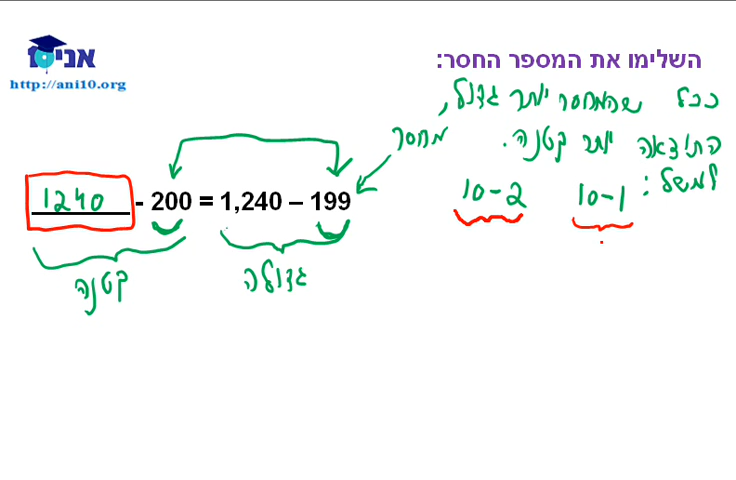 אני10
http://ani10.org
השלימו את המספר החסר:
ככל שהמחסר יותר גדול,
התוצאה יותר קטנה.
למשל: 10-1 10-2
מחסר
1240 - 200 = 1,240 – 199
קטנה גדולה